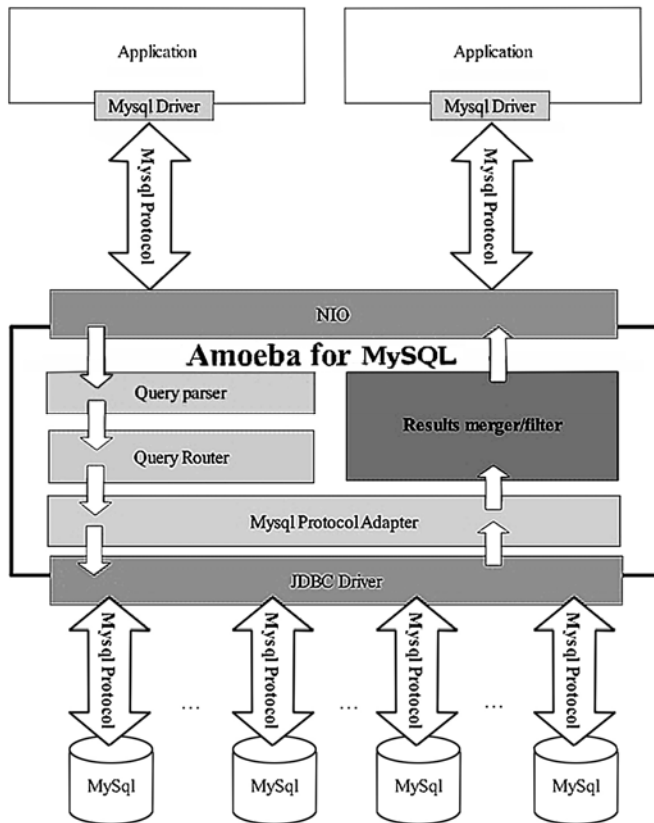 Application
Application
Mysql Driver
Mysql Driver
Mysql Protocol
Mysql Protocol
NIO
Amoeba for MySQL
Query parser
Results merger/filter
Query Router
Mysql Protocol Adapter
JDBC Driver
Mysql Protocol
Mysql Protocol
Mysql Protocol
Mysql Protocol
...
...
...
MySql
MySql
MySql
MySql